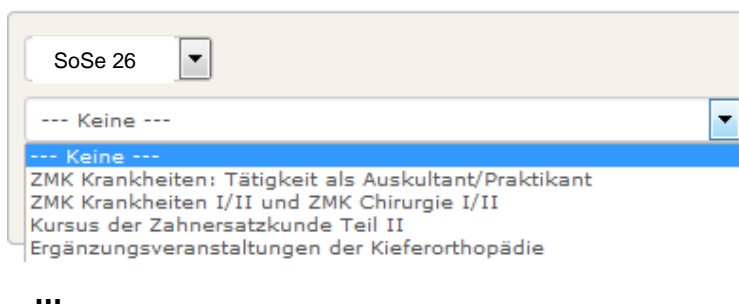 SoSe 26
--- Keine ---
--- Keine ---
ZMK Krankheiten: Tätigkeit als Auskultant/Praktikant
ZMK Krankheiten I/II und ZMK Chirurgie I/II
Kursus der Zahnersatzkunde Teil II
Ergänzungsveranstaltungen der Kieferorthopädie
...